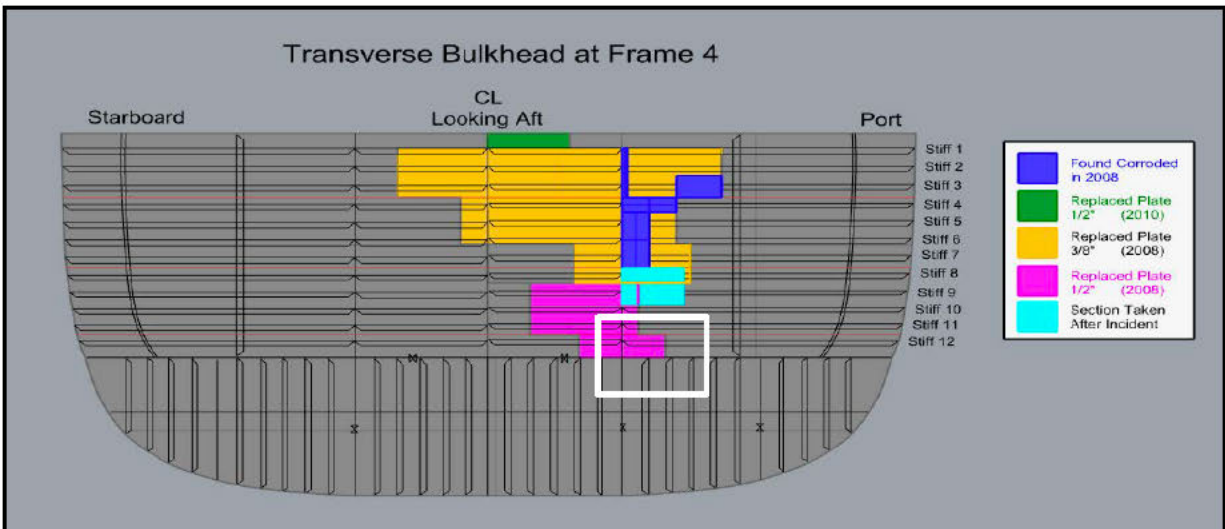 Transverse Bulkhead at Frame 4
CL
Starboard
Looking Aft
Port
Stiff 1
Stiff 2
Stiff 3
Stiff 4
Stiff 5
Stiff 6
Stiff 7
Stiff 8
Stiff 9
Stiff 10
Stiff 11
Stiff 12
Found Corroded
in 2008
Replaced Plate
1/2" (2010)
Replaced Plate
3/8" (2008)
Replaced Plate
1/2" (2008)
Section Taken
After Incident